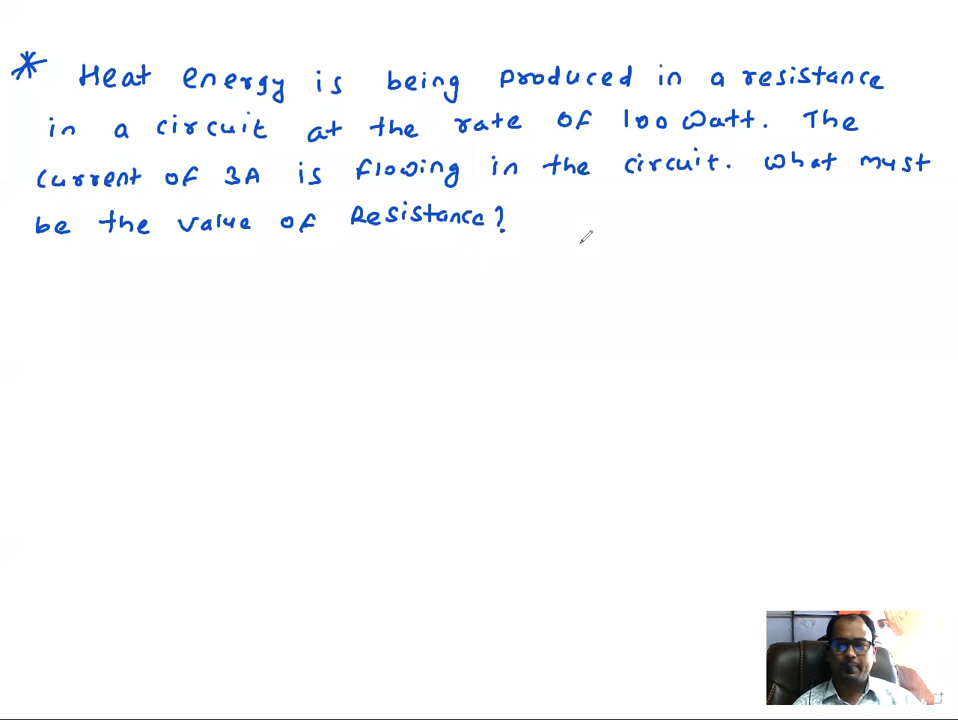 * Heat energy is being produced in a resistance
in a circuit at the rate of 100 Watt. The
current of 3A is flowing in the circuit. What must
be the value of Resistance?